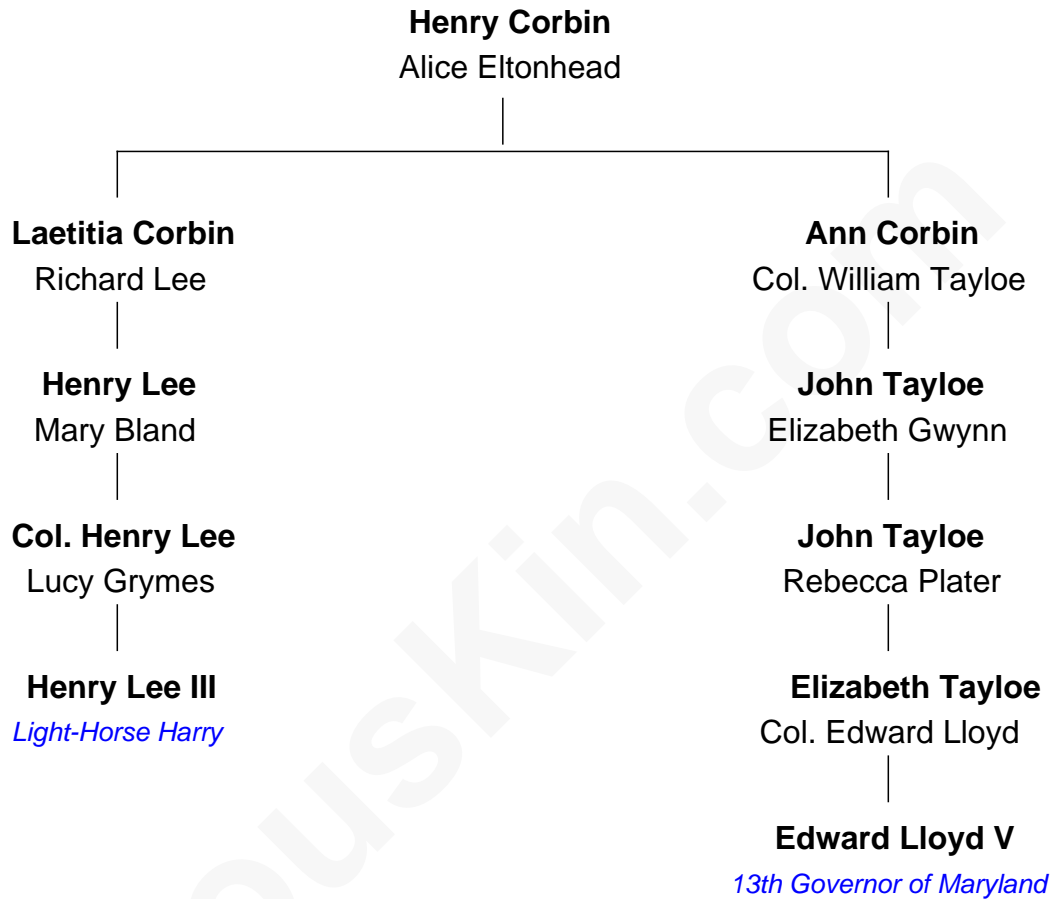 Henry Corbin
Alice Eltonhead
Laetitia Corbin
Richard Lee
Ann Corbin
Col. William Tayloe
Henry Lee
Mary Bland
John Tayloe
Elizabeth Gwynn
Col. Henry Lee
Lucy Grymes
John Tayloe
Rebecca Plater
Henry Lee III
Light-Horse Harry
Elizabeth Tayloe
Col. Edward Lloyd
Edward Lloyd V
13th Governor of Maryland
ousKin.com